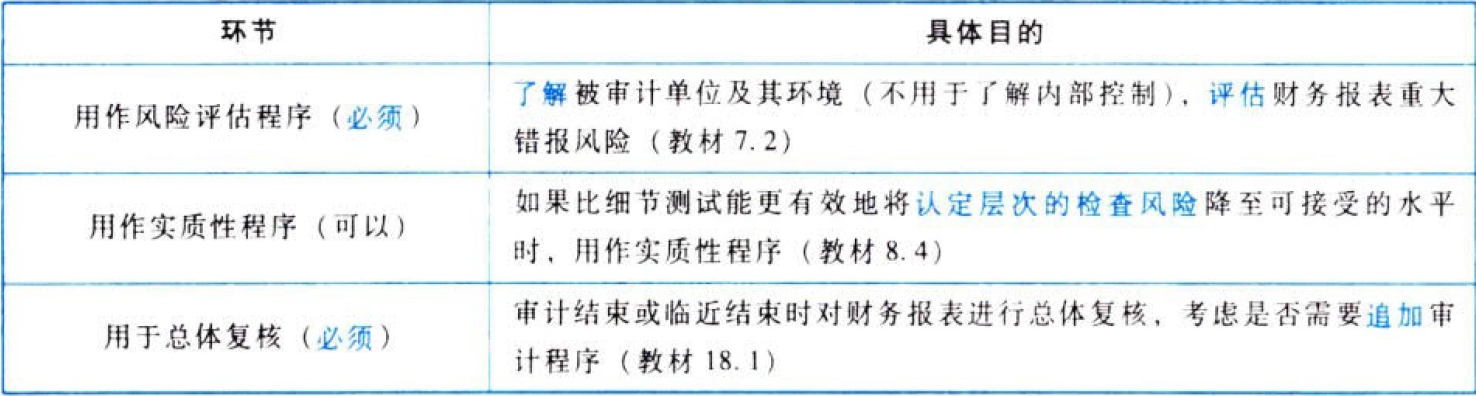 环节
具体目的
用作风险评估程序（必须）
了解被审计单位及其环境（不用于了解内部控制），评估财务报表重大
错报风险（教材 7.2）
用作实质性程序（可以）
如果比细节测试能更有效地将认定层次的检查风险降至可接受的水平
时，用作实质性程序（教材 8.4）
用于总体复核（必须）
审计结束或临近结束时对财务报表进行总体复核，考虑是否需要追加审
计程序（教材 18.1）